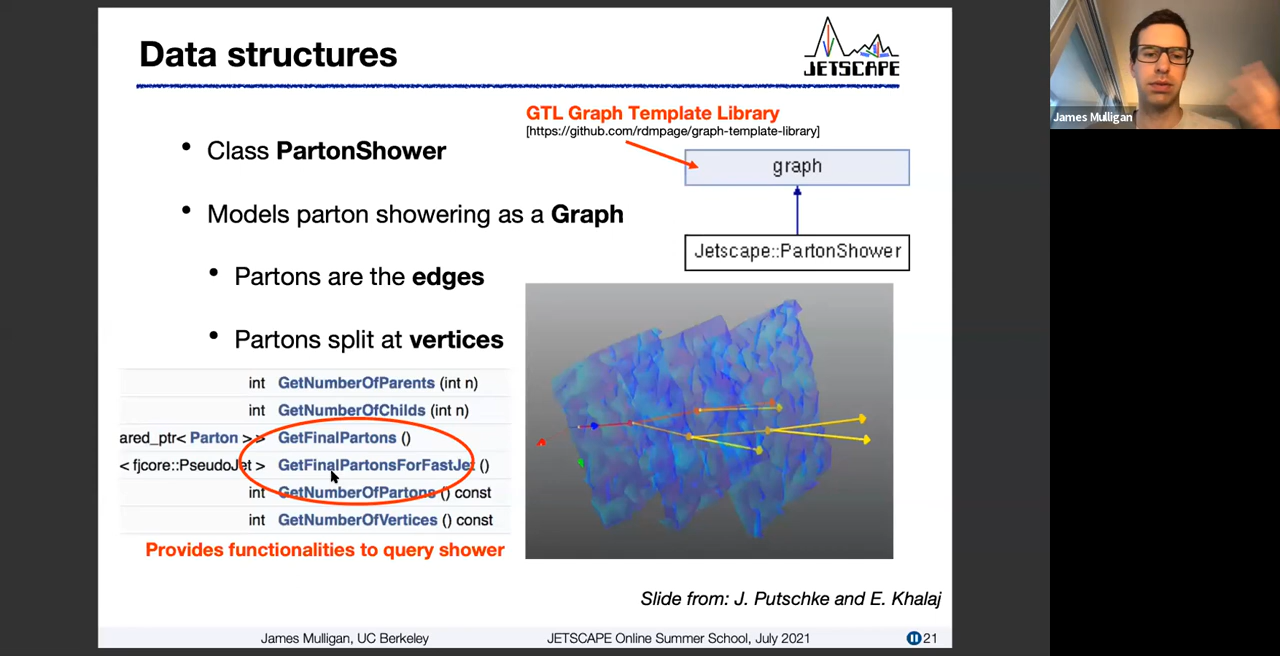 Data structures
JETSCAPE
GTL Graph Template Library
[https://github.com/rdmpage/graph-template-library]
graph
Jetscape::PartonShower
• Class PartonShower
• Models parton showering as a Graph
• Partons are the edges
• Partons split at vertices
int GetNumberOfParents (int n)
int GetNumberOfChilds (int n)
ared_ptr< Parton > > GetFinalPartons ()
< fjcore::PseudoJet > GetFinalPartonsForFastJet ()
int GetNumberOfPartons () const
int GetNumberOfVertices () const
Provides functionalities to query shower
Slide from: J. Putschke and E. Khalaj
James Mulligan, UC Berkeley
JETSCAPE Online Summer School, July 2021
21
James Mulligan